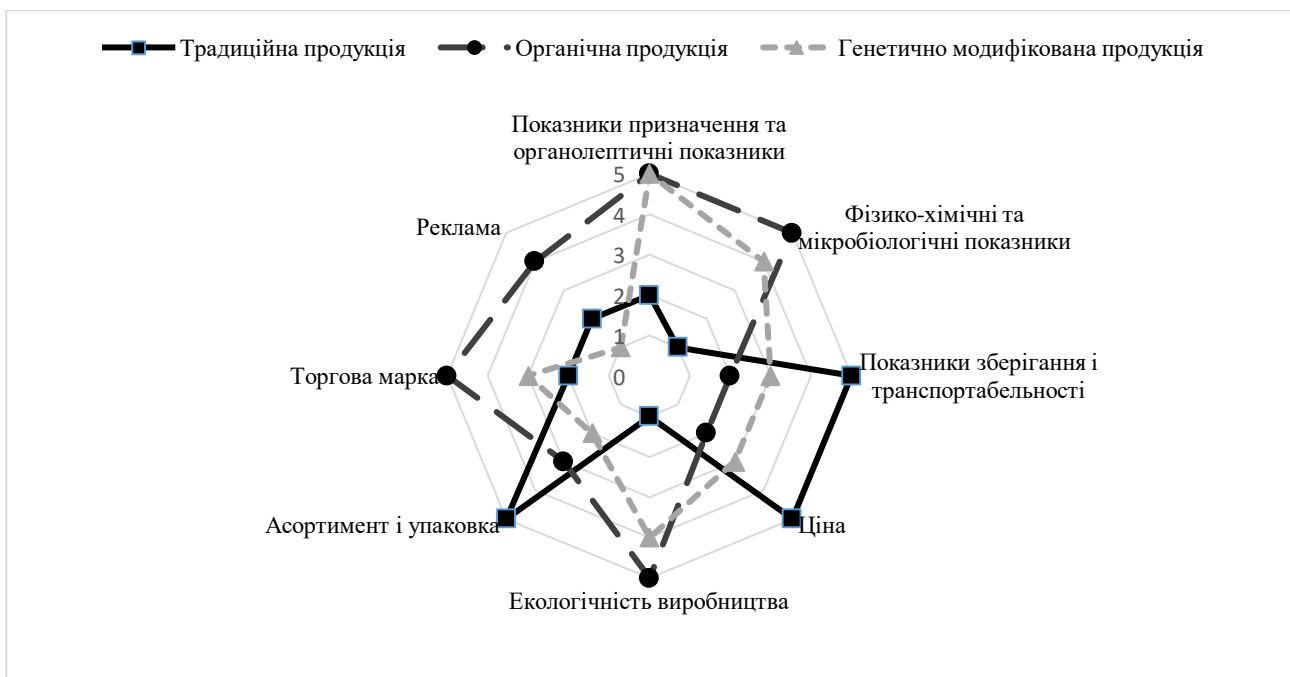 Традиційна продукція
Органічна продукція
Генетично модифікована продукція
Показники призначення та
органолептичні показники
5
4
3
2
1
0
Фізико-хімічні та
мікробіологічні показники
Показники зберігання і
транспортабельності
Ціна
Екологічність виробництва
Асортимент і упаковка
Торгова марка
Реклама